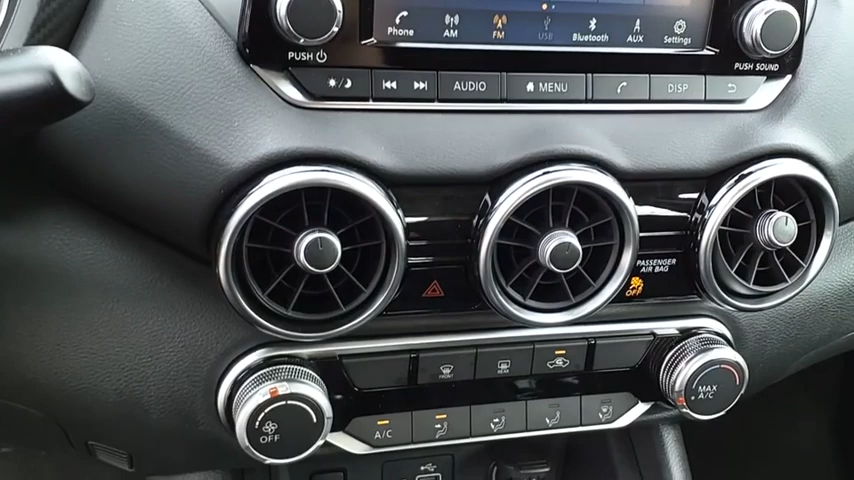 Phone AM FM USB Bluetooth AUX Settings
PUSH
PUSH SOUND
AUDIO MENU DISP
PASSENGER
AIR BAG
OFF
FRONT REAR
MAX
A/C
OFF
A/C